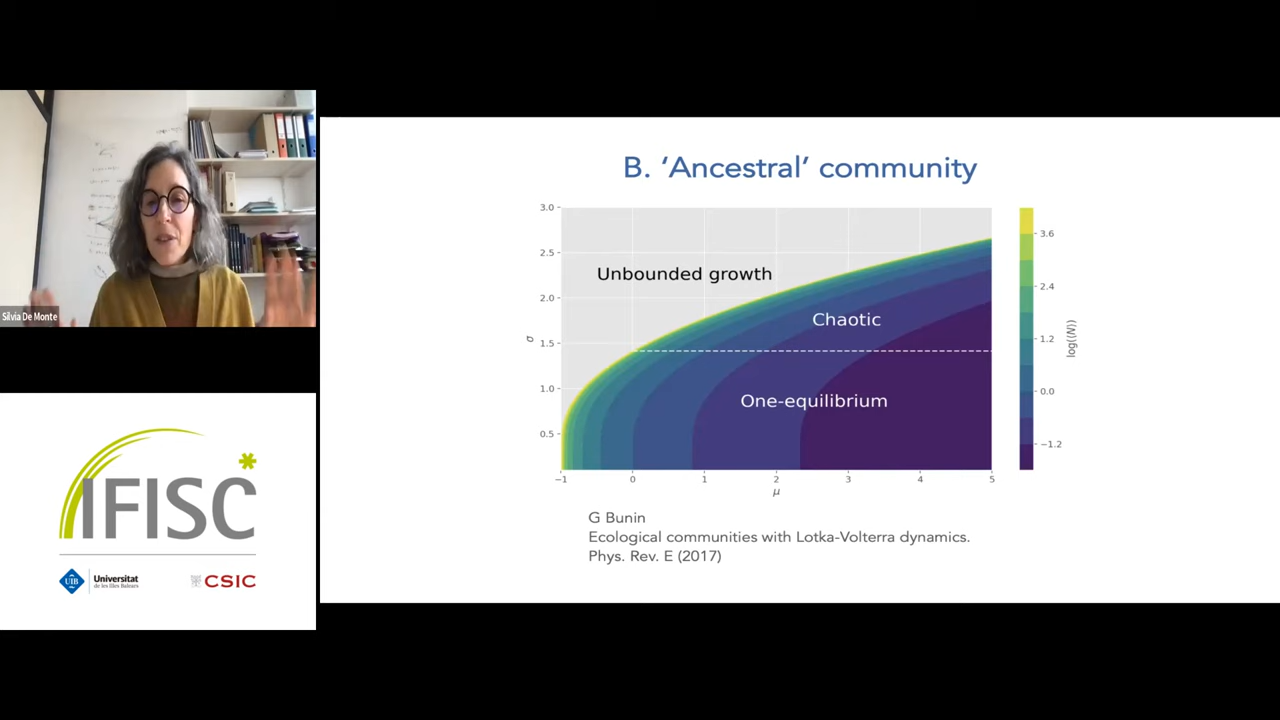 Silvia De Monte
IFISC
UIB
Universitat
de les Illes Balears
CSIC
B. ‘Ancestral’ community
3.0
2.5
2.0
1.5
1.0
0.5
σ
Unbounded growth
Chaotic
One-equilibrium
−1
0
1
2
3
4
5
μ
3.6
2.4
1.2
0.0
−1.2
log(⟨N⟩)
G Bunin
Ecological communities with Lotka-Volterra dynamics.
Phys. Rev. E (2017)